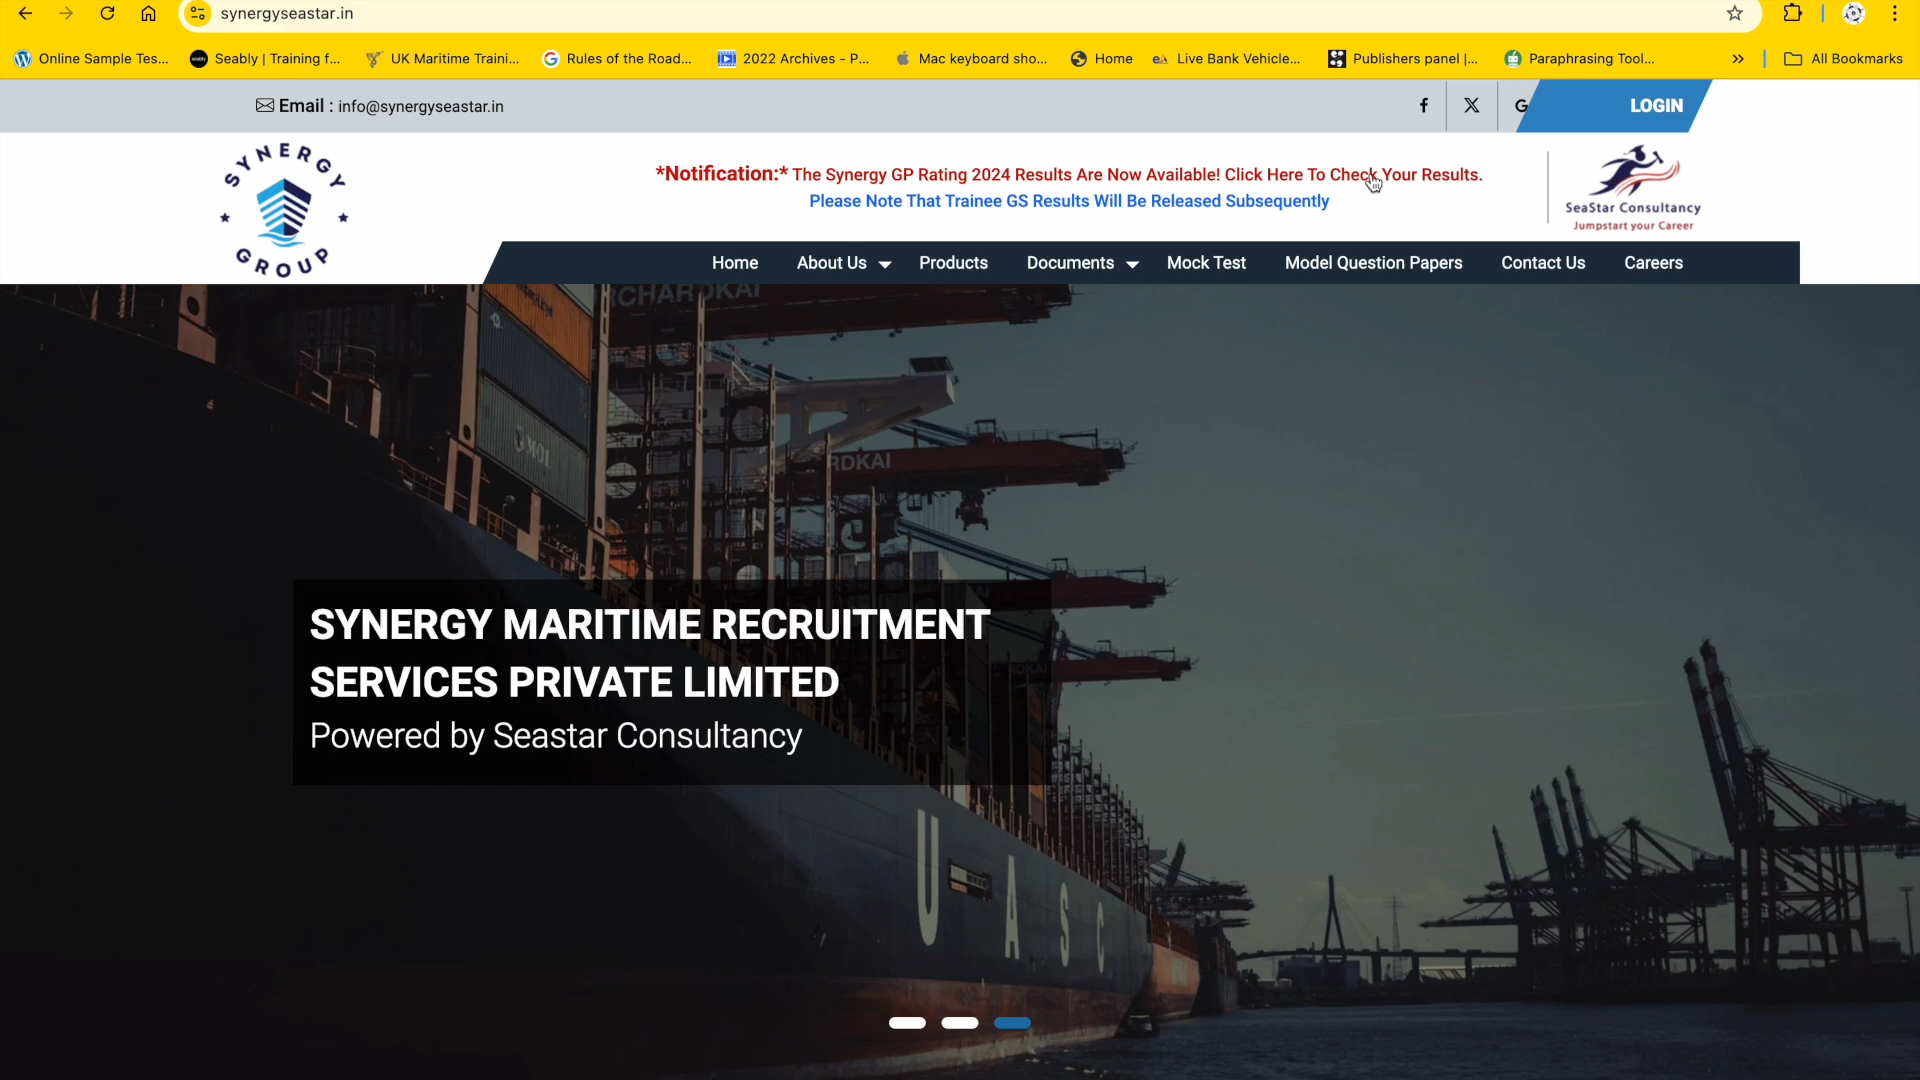 synergyseastar.in
Online Sample Tes...
Seably | Training f...
UK Maritime Traini...
Rules of the Road...
2022 Archives - P...
Mac keyboard sho...
Home
Live Bank Vehicle...
Publishers panel |...
Paraphrasing Tool...
All Bookmarks
Email : info@synergyseastar.in
LOGIN
SYNERGY GROUP
*Notification:* The Synergy GP Rating 2024 Results Are Now Available! Click Here To Check Your Results.
Please Note That Trainee GS Results Will Be Released Subsequently
SeaStar Consultancy
Jumpstart your Career
Home
About Us
Products
Documents
Mock Test
Model Question Papers
Contact Us
Careers
MOL
RDKAI
SYNERGY MARITIME RECRUITMENT
SERVICES PRIVATE LIMITED
Powered by Seastar Consultancy
UASC